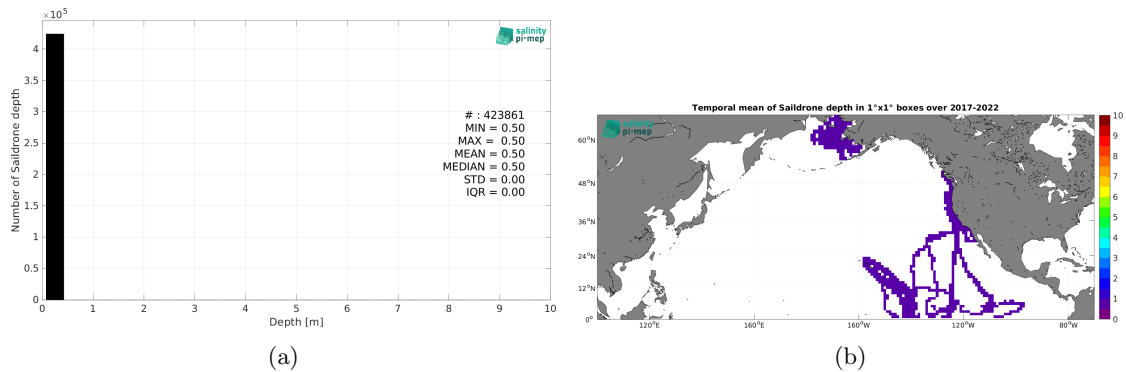 ×10⁵
4
3.5
3
2.5
2
1.5
1
0.5
0
Number of Saildrone depth
salinity
pi-mep
# : 423861
MIN = 0.50
MAX = 0.50
MEAN = 0.50
MEDIAN = 0.50
STD = 0.00
IQR = 0.00
0 1 2 3 4 5 6 7 8 9 10
Depth [m]
(a)
Temporal mean of Saildrone depth in 1°x1° boxes over 2017-2022
salinity
pi-mep
60°N
48°N
36°N
24°N
12°N
0°
120°E 160°E 160°W 120°W 80°W
10
9
8
7
6
5
4
3
2
1
0
(b)